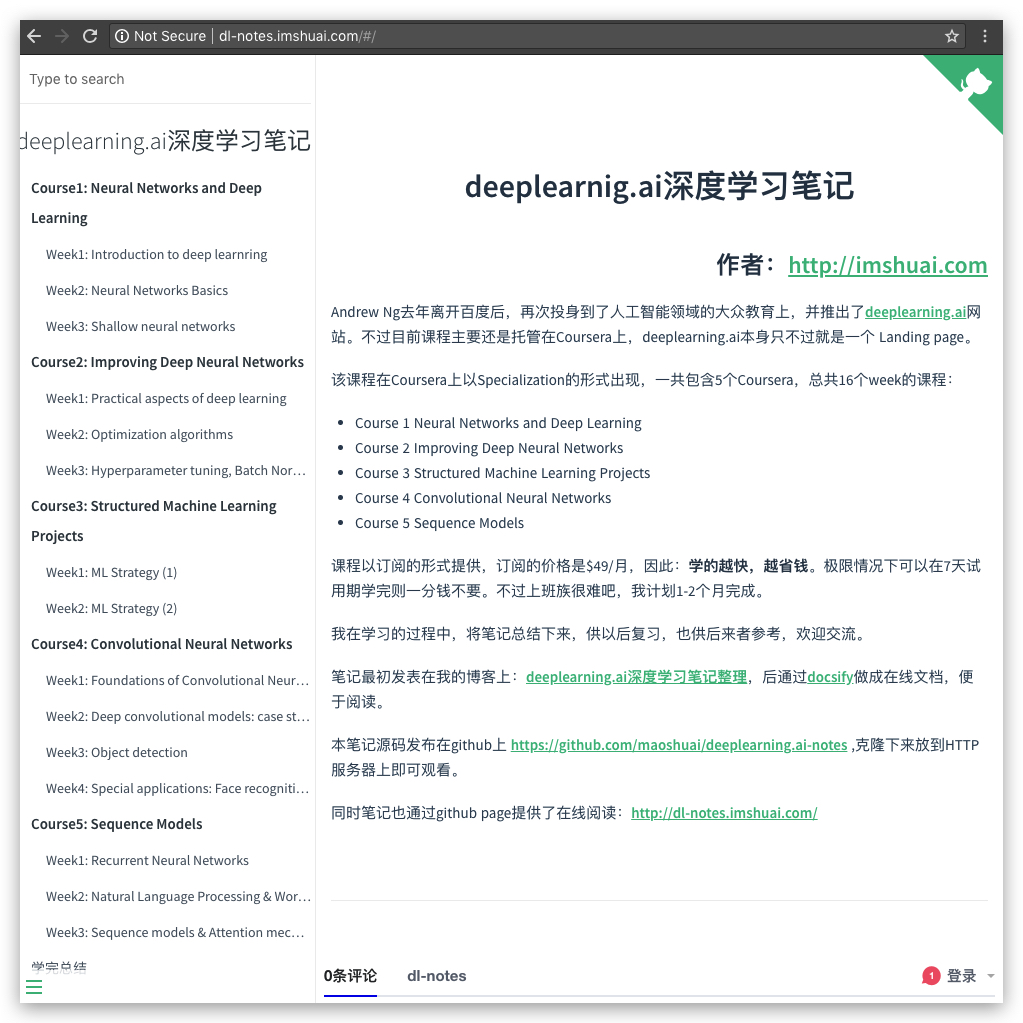 Not Secure | dl-notes.imshuai.com/#/
Type to search
deeplearning.ai深度学习笔记
Course1: Neural Networks and Deep
Learning
Week1: Introduction to deep learnring
Week2: Neural Networks Basics
Week3: Shallow neural networks
Course2: Improving Deep Neural Networks
Week1: Practical aspects of deep learning
Week2: Optimization algorithms
Week3: Hyperparameter tuning, Batch Nor…
Course3: Structured Machine Learning
Projects
Week1: ML Strategy (1)
Week2: ML Strategy (2)
Course4: Convolutional Neural Networks
Week1: Foundations of Convolutional Neur…
Week2: Deep convolutional models: case st…
Week3: Object detection
Week4: Special applications: Face recogniti…
Course5: Sequence Models
Week1: Recurrent Neural Networks
Week2: Natural Language Processing & Wor…
Week3: Sequence models & Attention mec…
学完总结
deeplearnig.ai深度学习笔记
作者：http://imshuai.com
Andrew Ng去年离开百度后，再次投身到了人工智能领域的大众教育上，并推出了deeplearning.ai网
站。不过目前课程主要还是托管在Coursera上，deeplearning.ai本身只不过就是一个 Landing page。
该课程在Coursera上以Specialization的形式出现，一共包含5个Coursera，总共16个week的课程：
• Course 1 Neural Networks and Deep Learning
• Course 2 Improving Deep Neural Networks
• Course 3 Structured Machine Learning Projects
• Course 4 Convolutional Neural Networks
• Course 5 Sequence Models
课程以订阅的形式提供，订阅的价格是$49/月，因此：学的越快，越省钱。极限情况下可以在7天试
用期学完则一分钱不要。不过上班族很难吧，我计划1-2个月完成。
我在学习的过程中，将笔记总结下来，供以后复习，也供后来者参考，欢迎交流。
笔记最初发表在我的博客上：deeplearning.ai深度学习笔记整理，后通过docsify做成在线文档，便
于阅读。
本笔记源码发布在github上 https://github.com/maoshuai/deeplearning.ai-notes ,克隆下来放到HTTP
服务器上即可观看。
同时笔记也通过github page提供了在线阅读：http://dl-notes.imshuai.com/
0条评论 dl-notes 1 登录